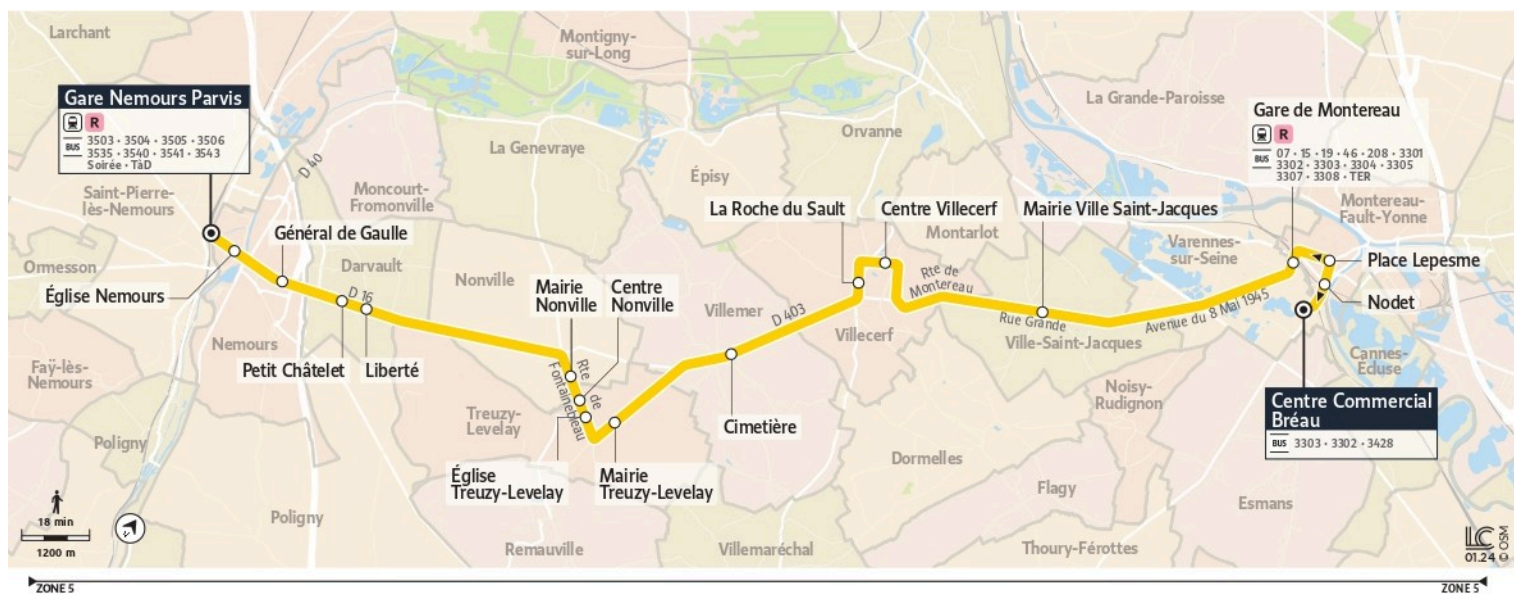 Larchant
Montigny-
sur-Long
La Grande-Paroisse
Gare Nemours Parvis
R
BUS
3503 • 3504 • 3505 • 3506
3535 • 3540 • 3541 • 3543
Soirée • TàD
Gare de Montereau
R
BUS
07 • 15 • 19 • 46 • 208 • 3301
3302 • 3303 • 3304 • 3305
3307 • 3308 • TER
D 40
La Genevraye
Orvanne
Épisy
Saint-Pierre-
lès-Nemours
Moncourt-
Fromonville
Montereau-
Fault-Yonne
La Roche du Sault
Centre Villecerf
Mairie Ville Saint-Jacques
Montarlot
Général de Gaulle
Varennes-
sur-Seine
Place Lepesme
Ormesson
Darvault
Nonville
Église Nemours
D 16
Mairie
Nonville
Centre
Nonville
Rte de
Montereau
Nodet
Villemer
D 403
Rue Grande
Avenue du 8 Mai 1945
Villecerf
Ville-Saint-Jacques
Nemours
Petit Châtelet
Liberté
Rte de
Fontainebleau
Faÿ-lès-
Nemours
Cannes-
Écluse
Noisy-
Rudignon
Centre Commercial
Bréau
BUS
3303 • 3302 • 3428
Treuzy-
Levelay
Cimetière
Poligny
Église
Treuzy-Levelay
Mairie
Treuzy-Levelay
Dormelles
Flagy
Esmans
18 min
1200 m
N
Poligny
Remauville
Villemaréchal
Thoury-Férottes
LC
01.24
© OSM
ZONE 5
ZONE 5